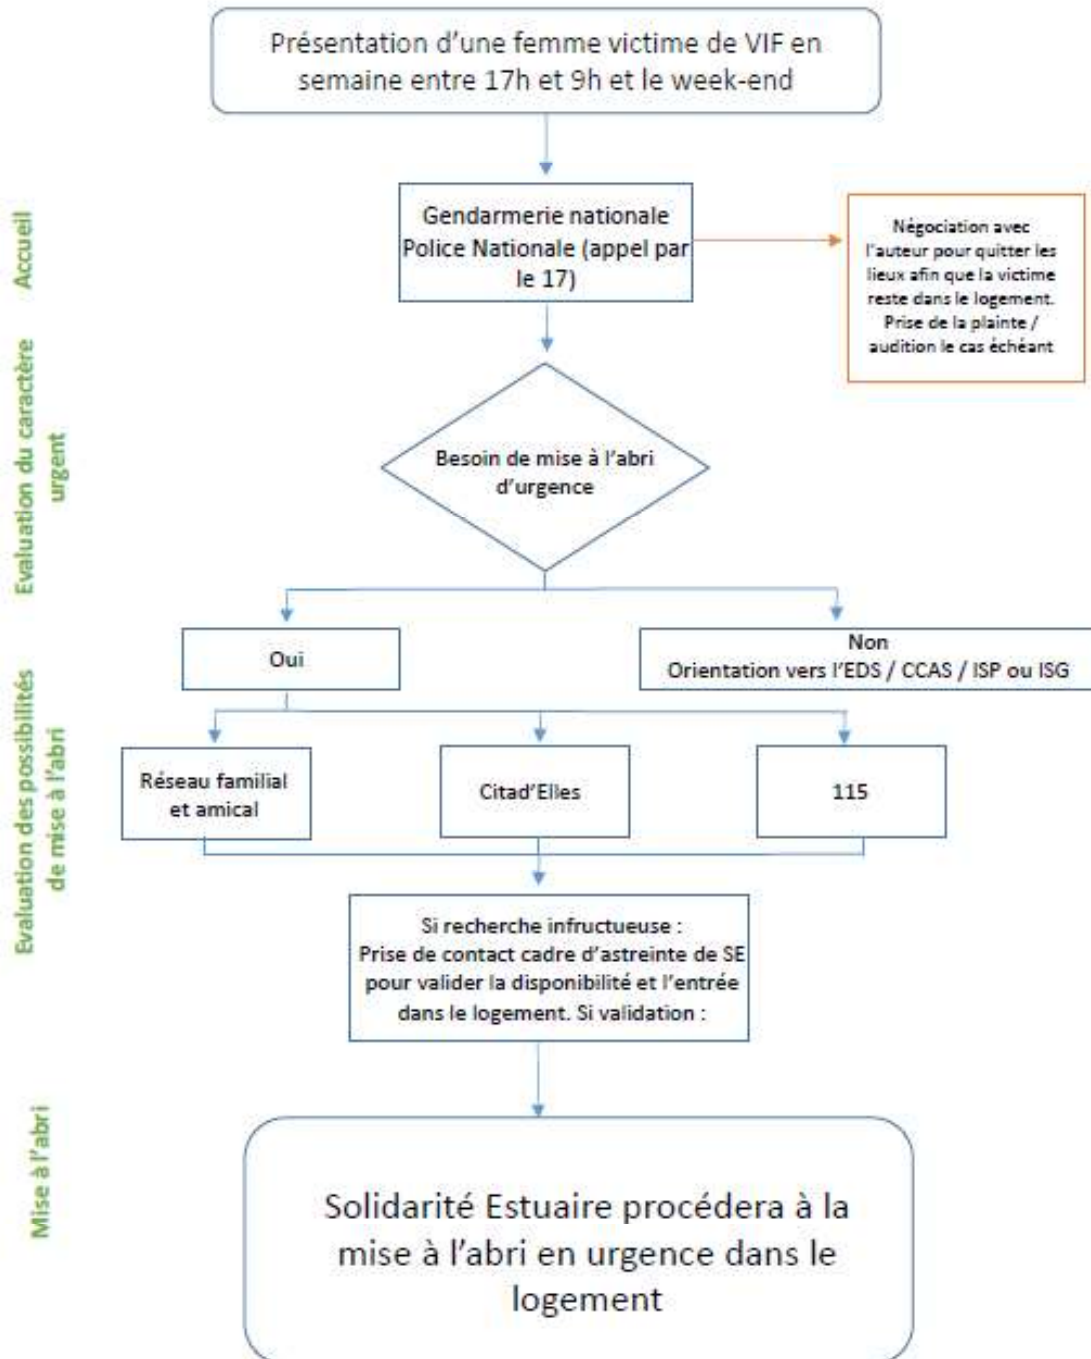 Présentation d'une femme victime de VIF en
semaine entre 17h et 9h et le week-end
Accueil
Gendarmerie nationale
Police Nationale (appel par
le 17)
Négociation avec
l'auteur pour quitter les
lieux afin que la victime
reste dans le logement.
Prise de la plainte /
audition le cas échéant
Evaluation du caractère
urgent
Besoin de mise à l'abri
d'urgence
Oui
Non
Orientation vers l'EDS / CCAS / ISP ou ISG
Evaluation des possibilités
de mise à l'abri
Réseau familial
et amical
Citad'Elles
115
Si recherche infructueuse :
Prise de contact cadre d'astreinte de SE
pour valider la disponibilité et l'entrée
dans le logement. Si validation :
Mise à l'abri
Solidarité Estuaire procédera à la
mise à l'abri en urgence dans le
logement